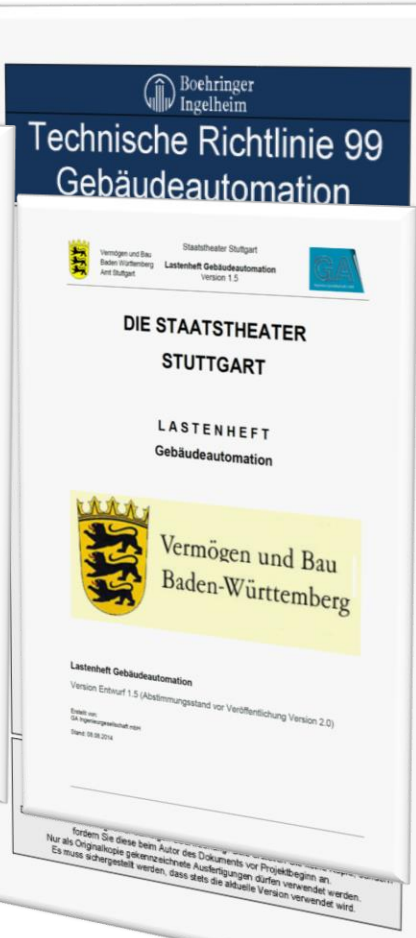 Boehringer
Ingelheim
Technische Richtlinie 99
Gebäudeautomation
Vermögen und Bau
Baden Württemberg
Amt Stuttgart
Staatstheater Stuttgart
Lastenheft Gebäudeautomation
Version 1.5
GA
DIE STAATSTHEATER
STUTTGART
LASTENHEFT
Gebäudeautomation
Vermögen und Bau
Baden-Württemberg
Lastenheft Gebäudeautomation
Version Entwurf 1.5 (Abstimmungsstand vor Veröffentlichung Version 2.0)
Erstellt von:
GA Ingenieurgesellschaft mbH
Stand: 08.08.2014
fordern Sie diese beim Autor des Dokuments vor Projektbeginn an.
Nur als Originalkopie gekennzeichnete Ausfertigungen dürfen verwendet werden.
Es muss sichergestellt werden, dass stets die aktuelle Version verwendet wird.